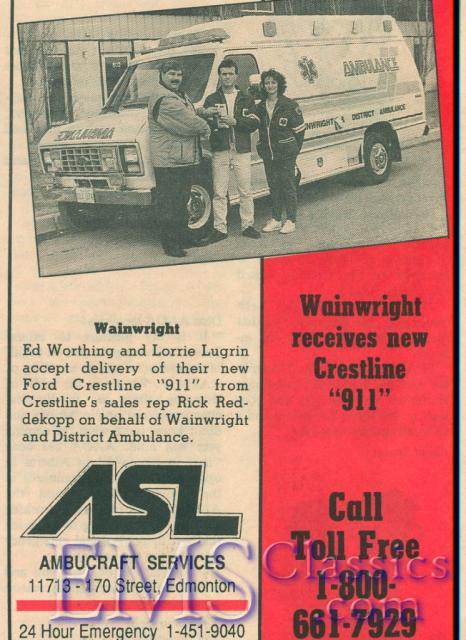 AMBULANCE
WAINWRIGHT & DISTRICT AMBULANCE
Wainwright
Ed Worthing and Lorrie Lugrin
accept delivery of their new
Ford Crestline "911" from
Crestline's sales rep Rick Red-
dekopp on behalf of Wainwright
and District Ambulance.
ASL
AMBUCRAFT SERVICES
11713 - 170 Street, Edmonton
24 Hour Emergency 1-451-9040
Wainwright
receives new
Crestline
"911"
Call
Toll Free
1-800-
661-7929
EMSClassics
.com